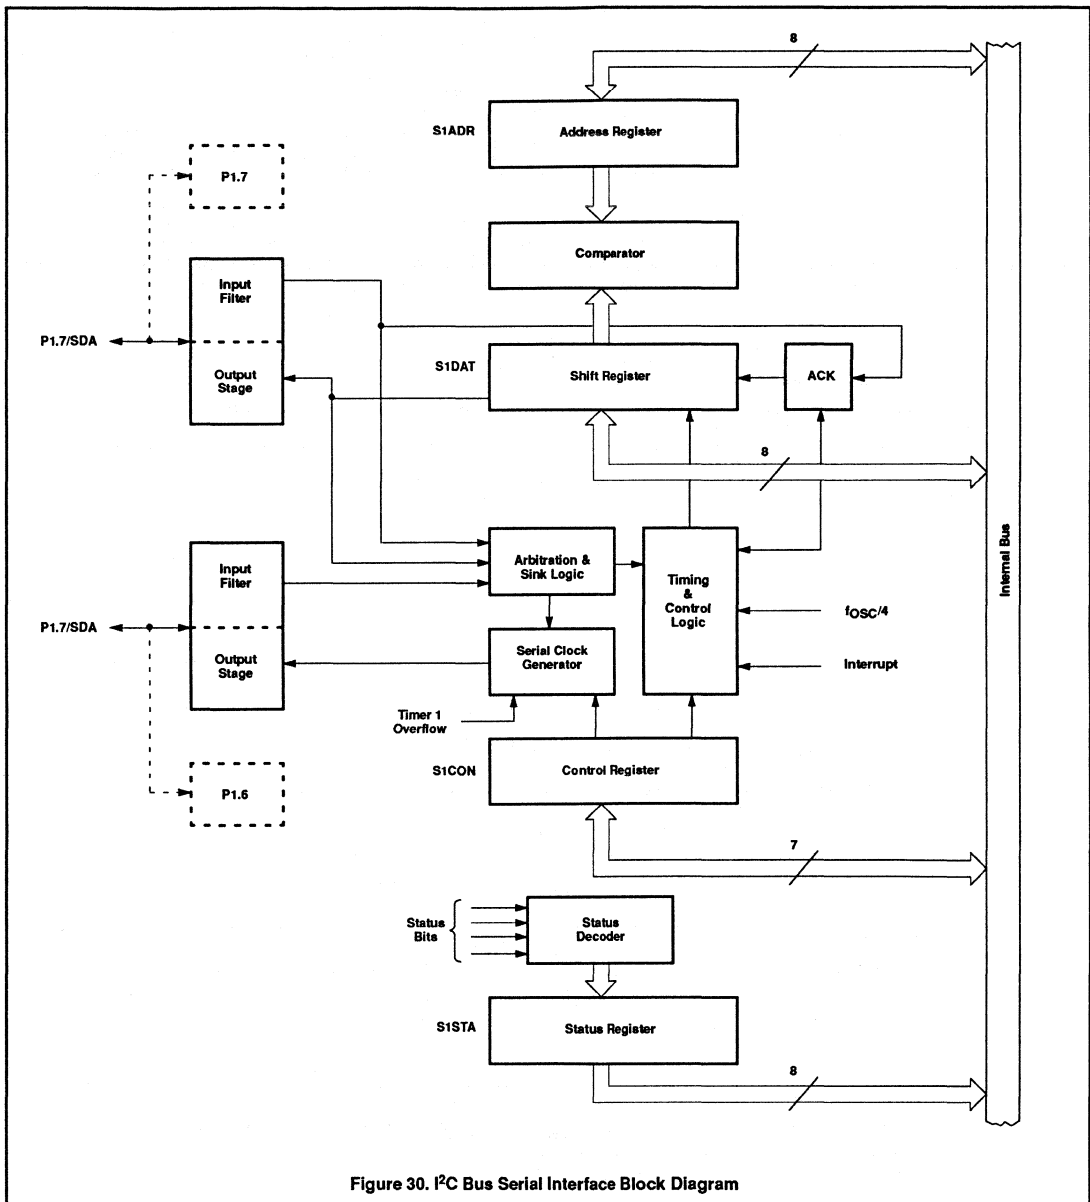 8
S1ADR
Address Register
P1.7
Comparator
Input
Filter
P1.7/SDA
Output
Stage
S1DAT
Shift Register
ACK
8
Internal Bus
Input
Filter
Arbitration &
Sink Logic
Timing
&
Control
Logic
fOSC/4
P1.7/SDA
Output
Stage
Serial Clock
Generator
Interrupt
Timer 1
Overflow
S1CON
Control Register
P1.6
7
Status
Bits
Status
Decoder
S1STA
Status Register
8
Figure 30. I²C Bus Serial Interface Block Diagram